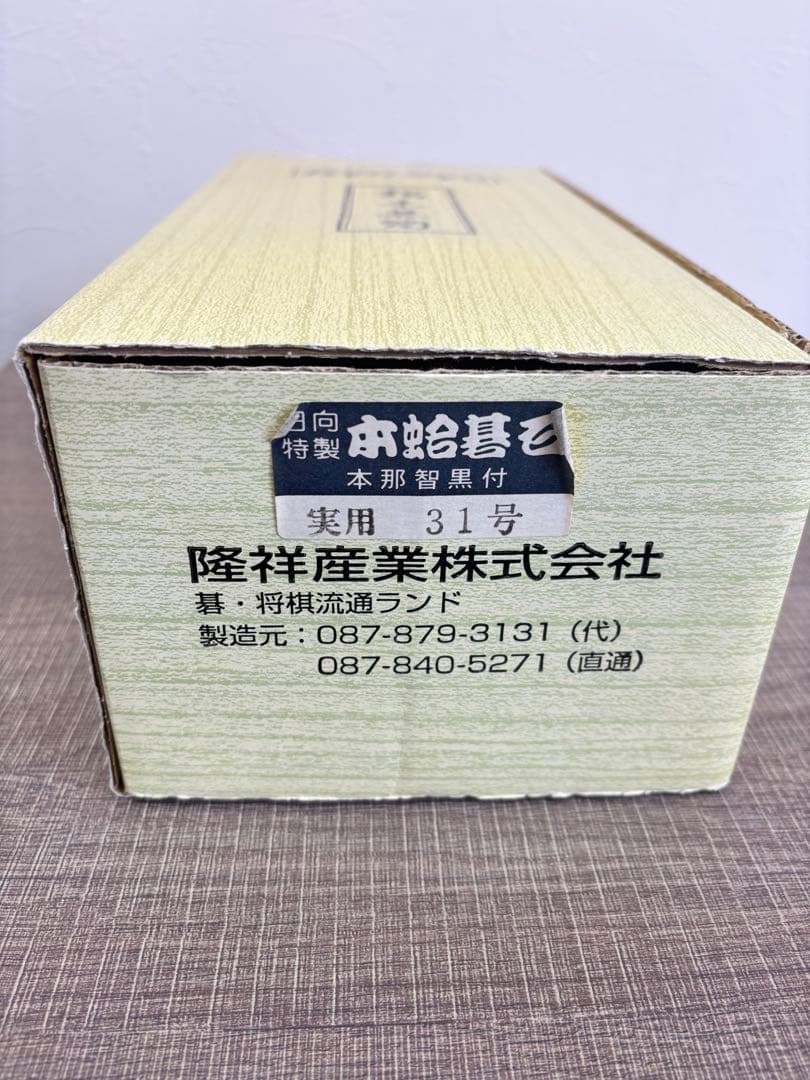 日向
特製
本蛤碁石
本那智黒付
実用 31号
隆祥産業株式会社
碁・将棋流通ランド
製造元：087-879-3131（代）
087-840-5271（直通）